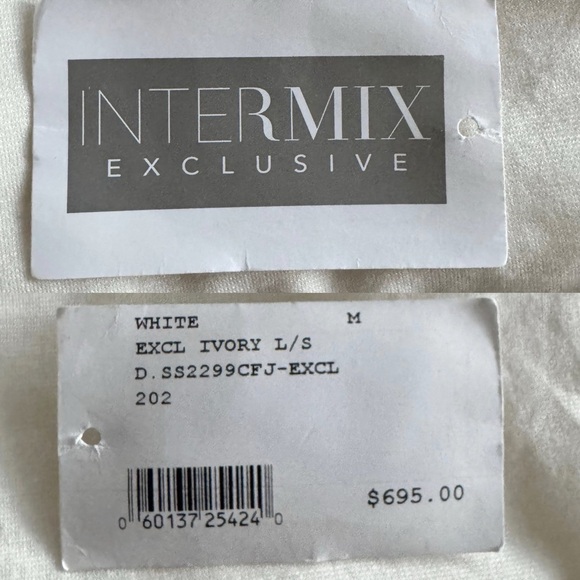 INTERMIX
EXCLUSIVE
WHITE M
EXCL IVORY L/S
D.SS2299CFJ-EXCL
202
$695.00
0 60137 25424 0